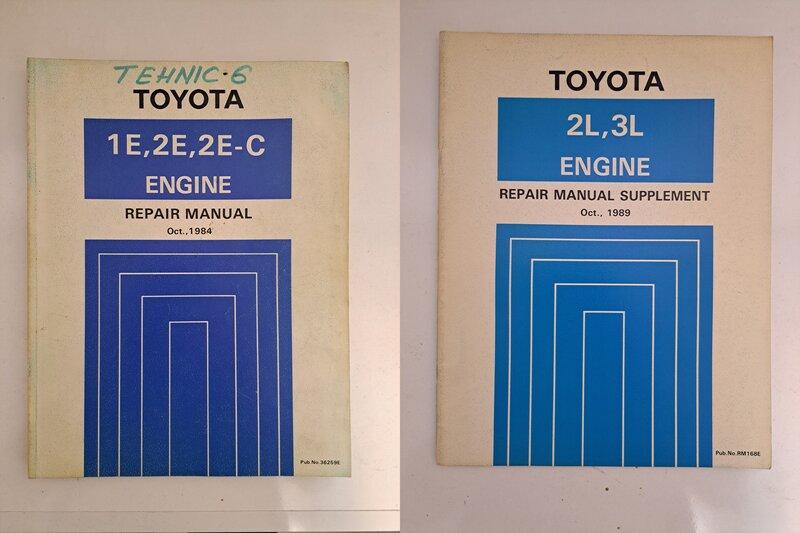 TEHNIC-6
TOYOTA
1E,2E,2E-C
ENGINE
REPAIR MANUAL
Oct.,1984
Pub.No.36259E
TOYOTA
2L,3L
ENGINE
REPAIR MANUAL SUPPLEMENT
Oct., 1989
Pub.No.RM168E